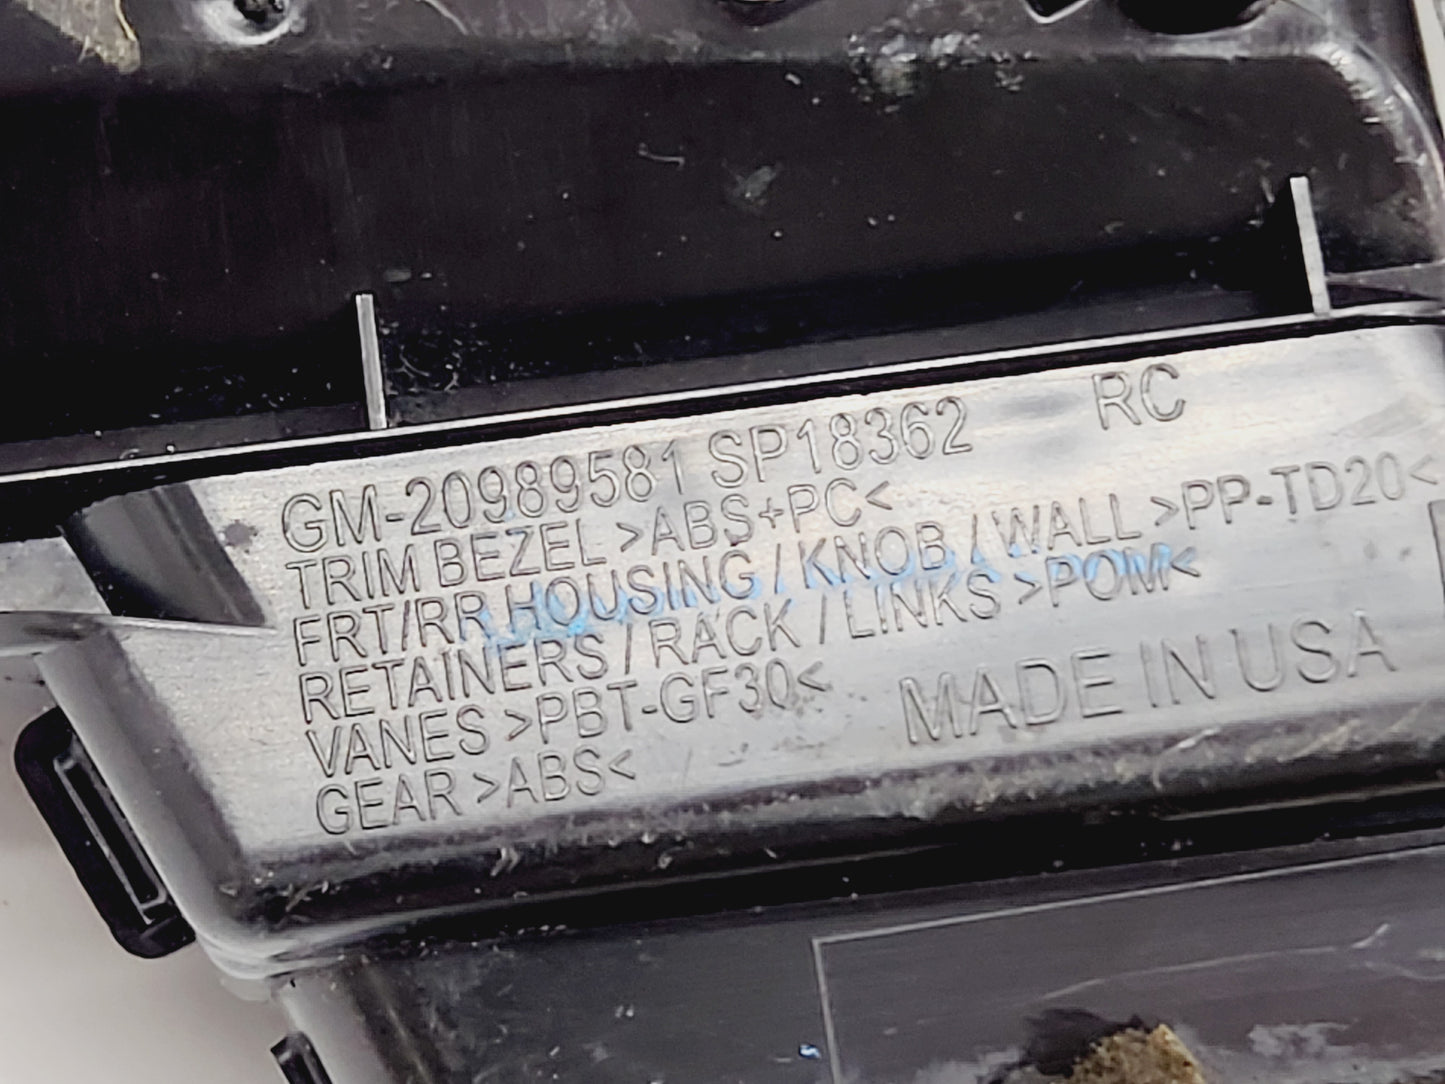 GM-20989581 SP18362 RC
TRIM BEZEL >ABS+PC<
FRT/RR HOUSING / KNOB / WALL >PP-TD20<
RETAINERS / RACK / LINKS >POM<
VANES >PBT-GF30<
GEAR >ABS<
MADE IN USA